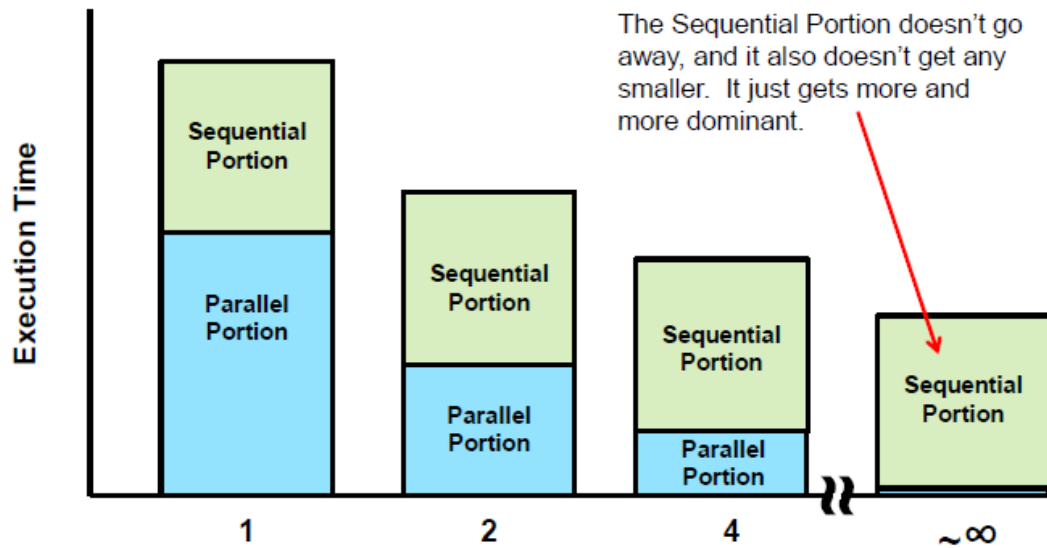 The Sequential Portion doesn't go
away, and it also doesn't get any
smaller. It just gets more and
more dominant.
Execution Time
Sequential
Portion
Parallel
Portion
Sequential
Portion
Parallel
Portion
Sequential
Portion
Parallel
Portion
Sequential
Portion
1
2
4
~∞